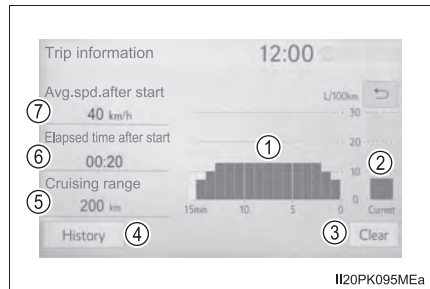 Trip information
12:00
Avg.spd.after start
L/100km
⑦
40 km/h
30
Elapsed time after start
20
①
②
⑥
00:20
10
Cruising range
⑤
200 km
0
15min 10 5 0 Current
History
④
③
Clear
II20PK095MEa